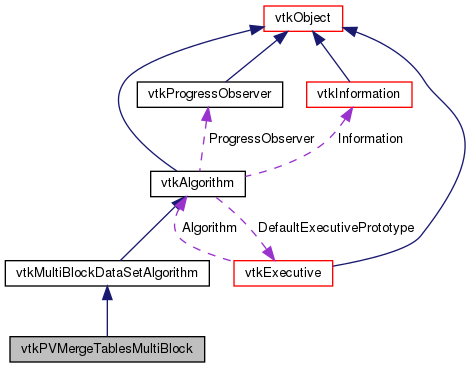 vtkObject
vtkProgressObserver
vtkInformation
ProgressObserver
Information
vtkAlgorithm
Algorithm
DefaultExecutivePrototype
vtkMultiBlockDataSetAlgorithm
vtkExecutive
vtkPVMergeTablesMultiBlock